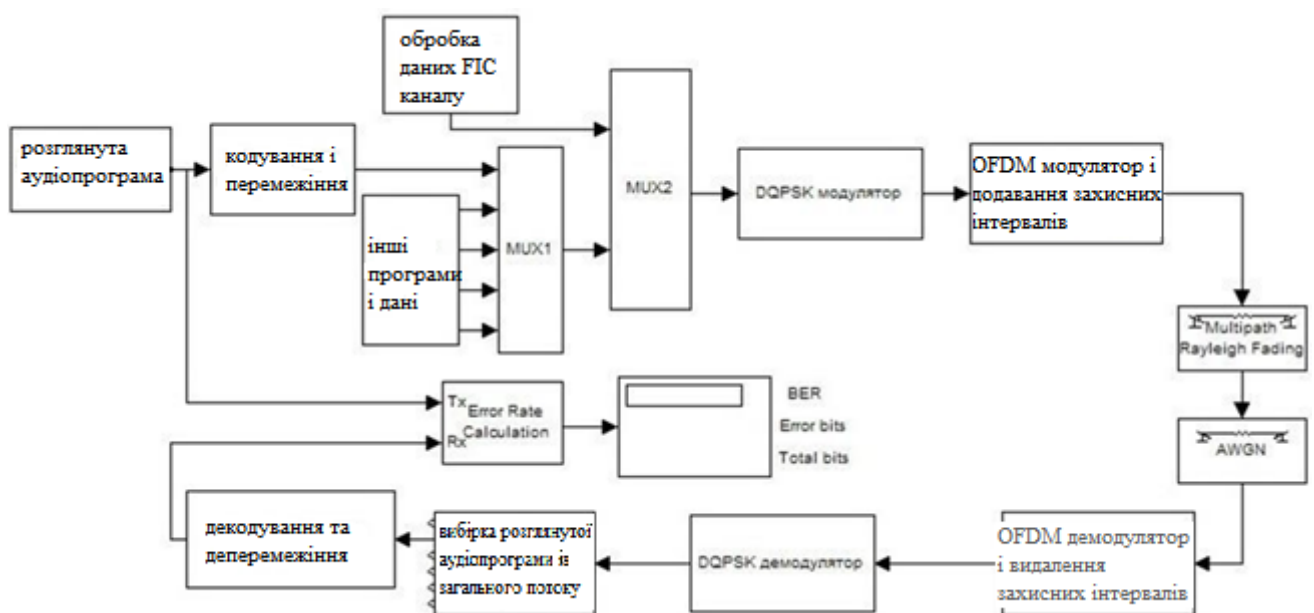 обробка
даних FIC
каналу
розглянута
аудіопрограма
кодування і
перемежіння
інші
програми
і дані
MUX1
MUX2
DQPSK модулятор
OFDM модулятор і
додавання захисних
інтервалів
Multipath
Rayleigh Fading
AWGN
Tx
Rx
Error Rate
Calculation
BER
Error bits
Total bits
декодування та
деперемежіння
вибірка розглянутої
аудіопрограми із
загального потоку
DQPSK демодулятор
OFDM демодулятор
і видалення
захисних інтервалів